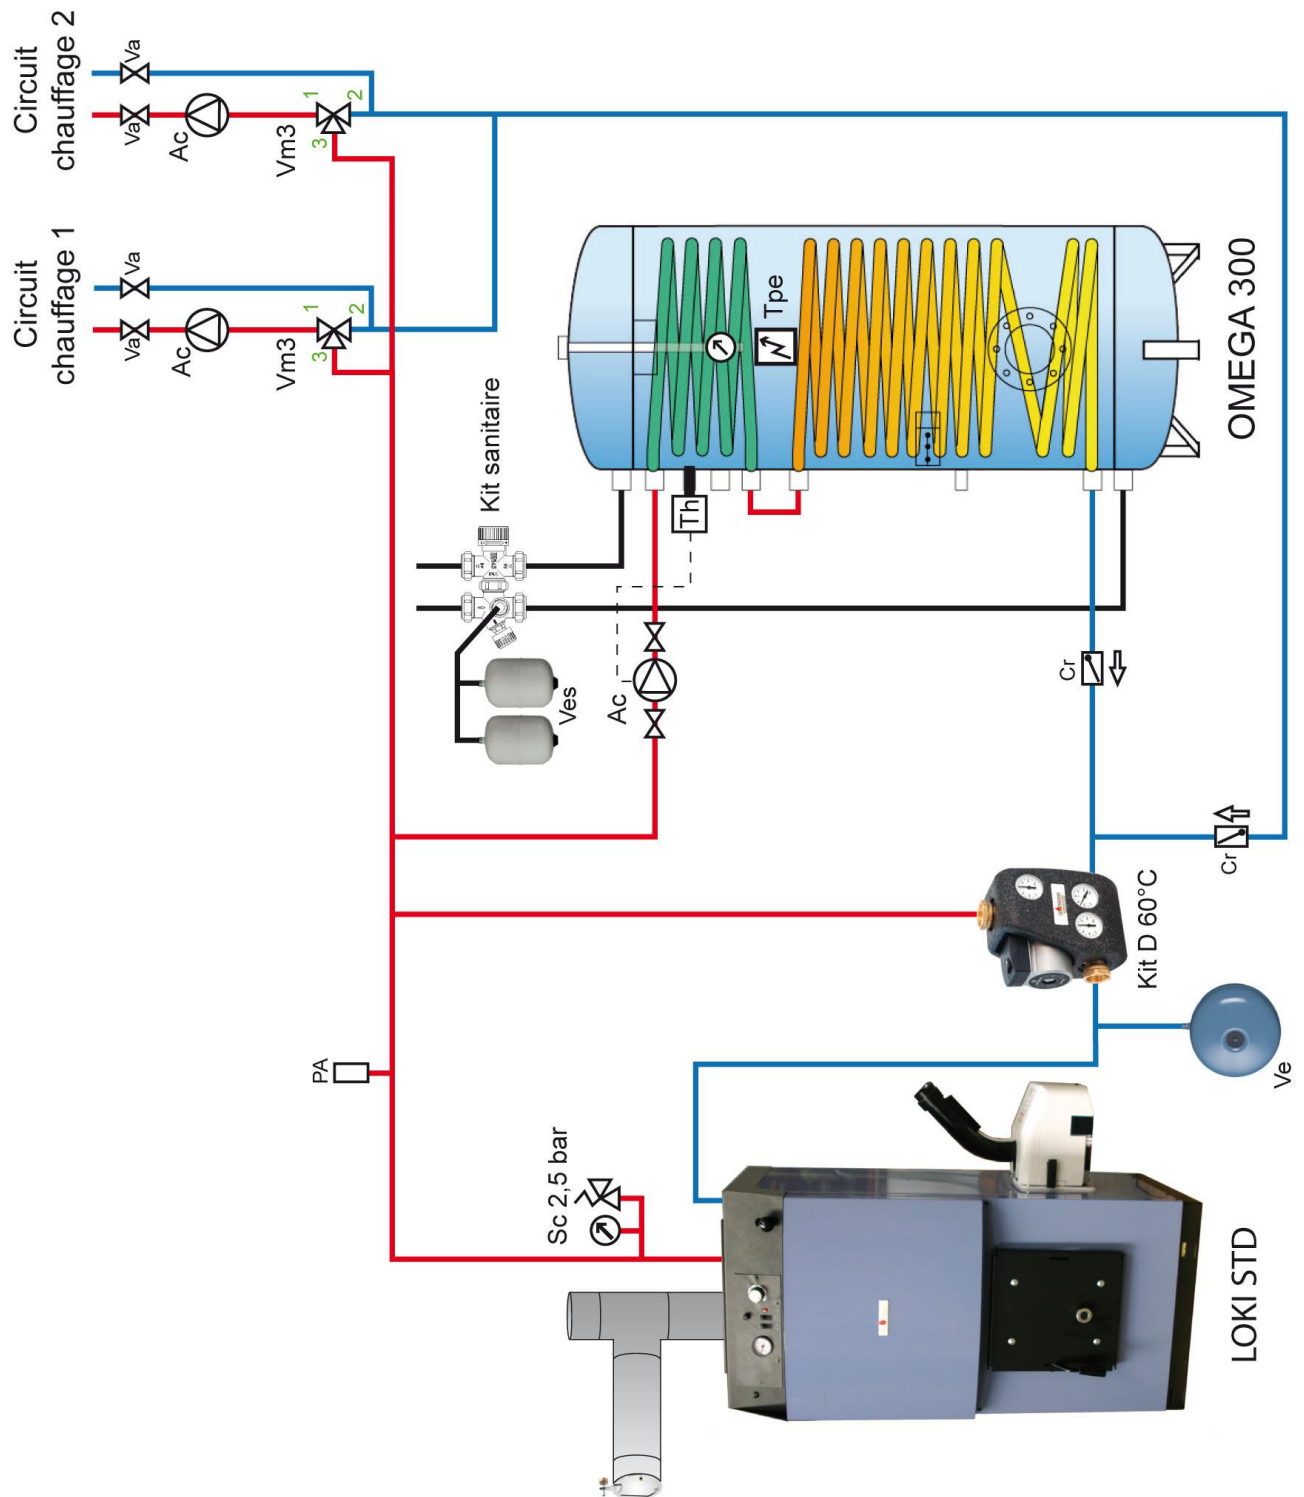 LOKI STD
Sc 2,5 bar
PA
Ve
Kit D 60°C
Cr
Cr
Ac
Ves
Kit sanitaire
Th
Tpe
OMEGA 300
Circuit
chauffage 1
Va
Va
Ac
Vm3
1
2
3
Circuit
chauffage 2
Va
Va
Ac
Vm3
1
2
3